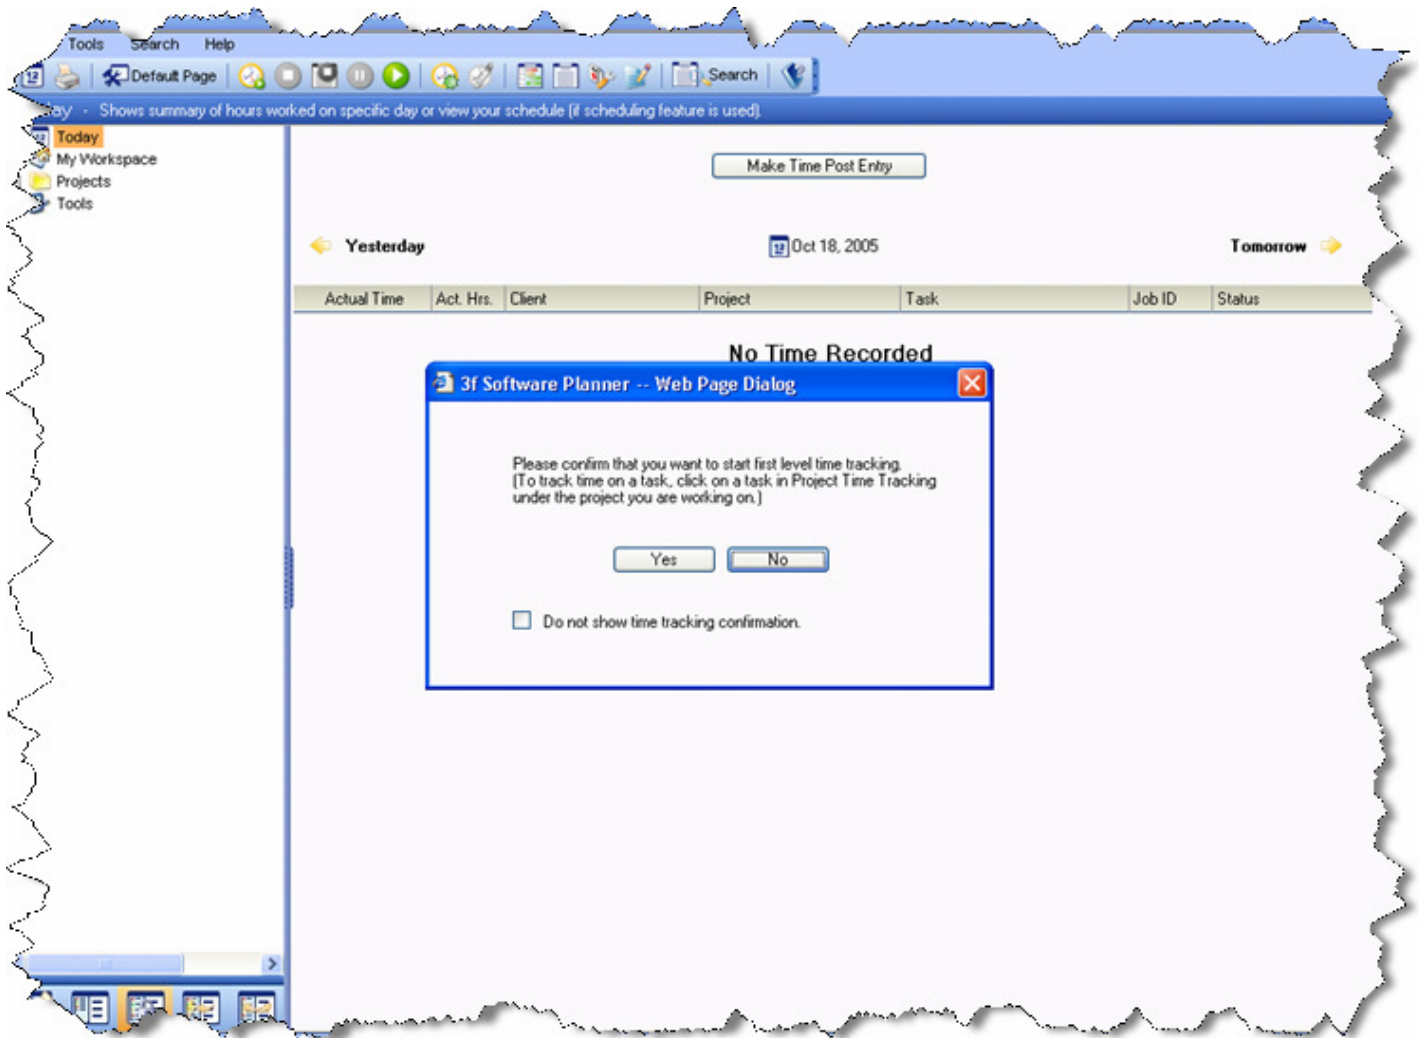 Tools Search Help
Default Page Search
- Shows summary of hours worked on specific day or view your schedule (if scheduling feature is used).
Today
My Workspace
Projects
Tools
Make Time Post Entry
Yesterday 12 Oct 18, 2005 Tomorrow
Actual Time Act. Hrs. Client Project Task Job ID Status
No Time Recorded
3f Software Planner -- Web Page Dialog
Please confirm that you want to start first level time tracking.
(To track time on a task, click on a task in Project Time Tracking
under the project you are working on.)
Yes No
Do not show time tracking confirmation.